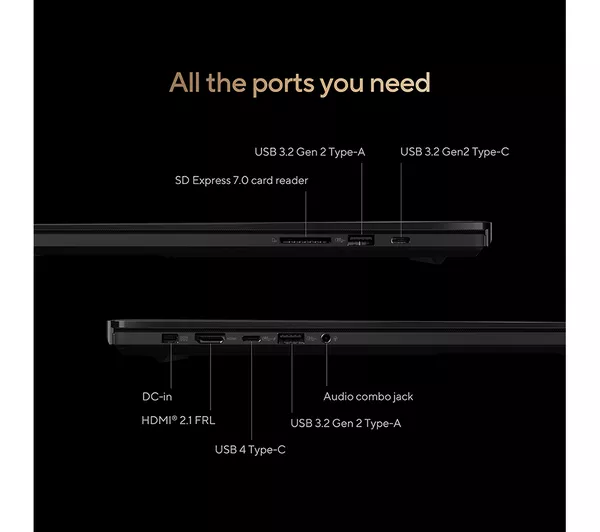 All the ports you need
USB 3.2 Gen 2 Type-A
USB 3.2 Gen2 Type-C
SD Express 7.0 card reader
DC-in
Audio combo jack
HDMI® 2.1 FRL
USB 3.2 Gen 2 Type-A
USB 4 Type-C